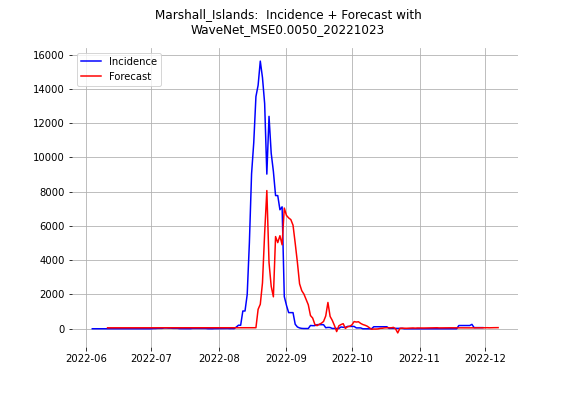 Marshall_Islands:  Incidence + Forecast with
WaveNet_MSE0.0050_20221023
Incidence
Forecast
16000
14000
12000
10000
8000
6000
4000
2000
0
2022-06 2022-07 2022-08 2022-09 2022-10 2022-11 2022-12